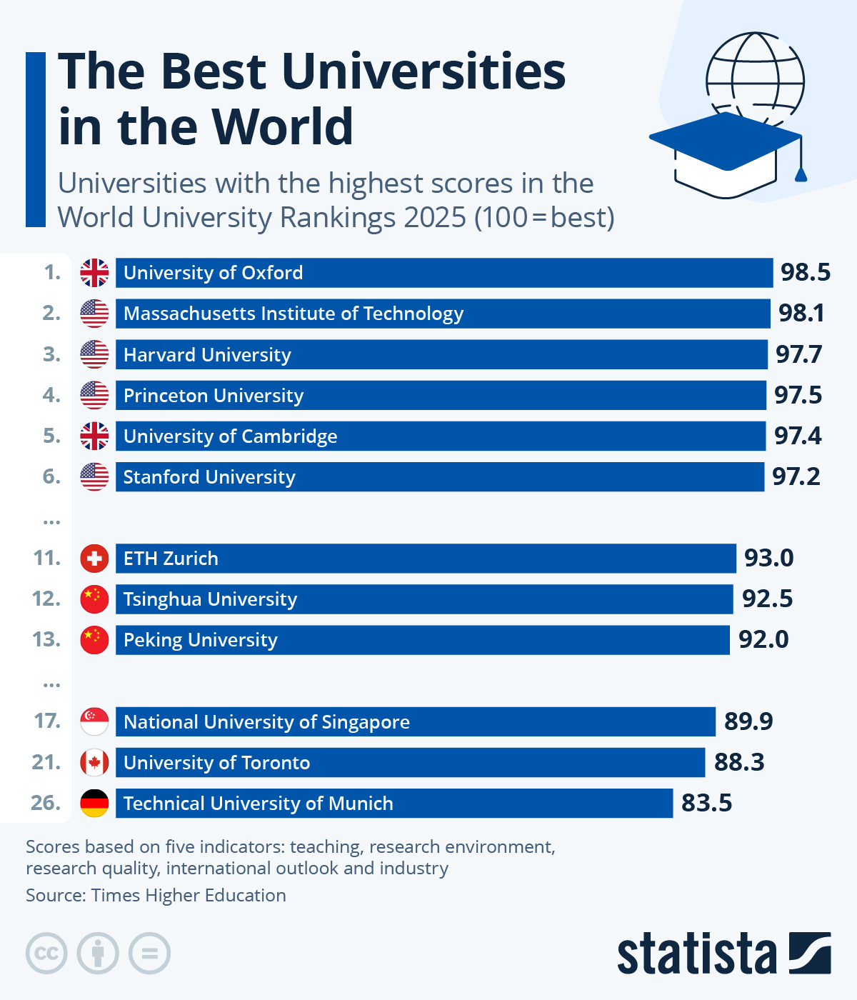 The Best Universities
in the World
Universities with the highest scores in the
World University Rankings 2025 (100=best)
1. University of Oxford 98.5
2. Massachusetts Institute of Technology 98.1
3. Harvard University 97.7
4. Princeton University 97.5
5. University of Cambridge 97.4
6. Stanford University 97.2
...
11. ETH Zurich 93.0
12. Tsinghua University 92.5
13. Peking University 92.0
...
17. National University of Singapore 89.9
21. University of Toronto 88.3
26. Technical University of Munich 83.5
Scores based on five indicators: teaching, research environment,
research quality, international outlook and industry
Source: Times Higher Education
cc =
statista